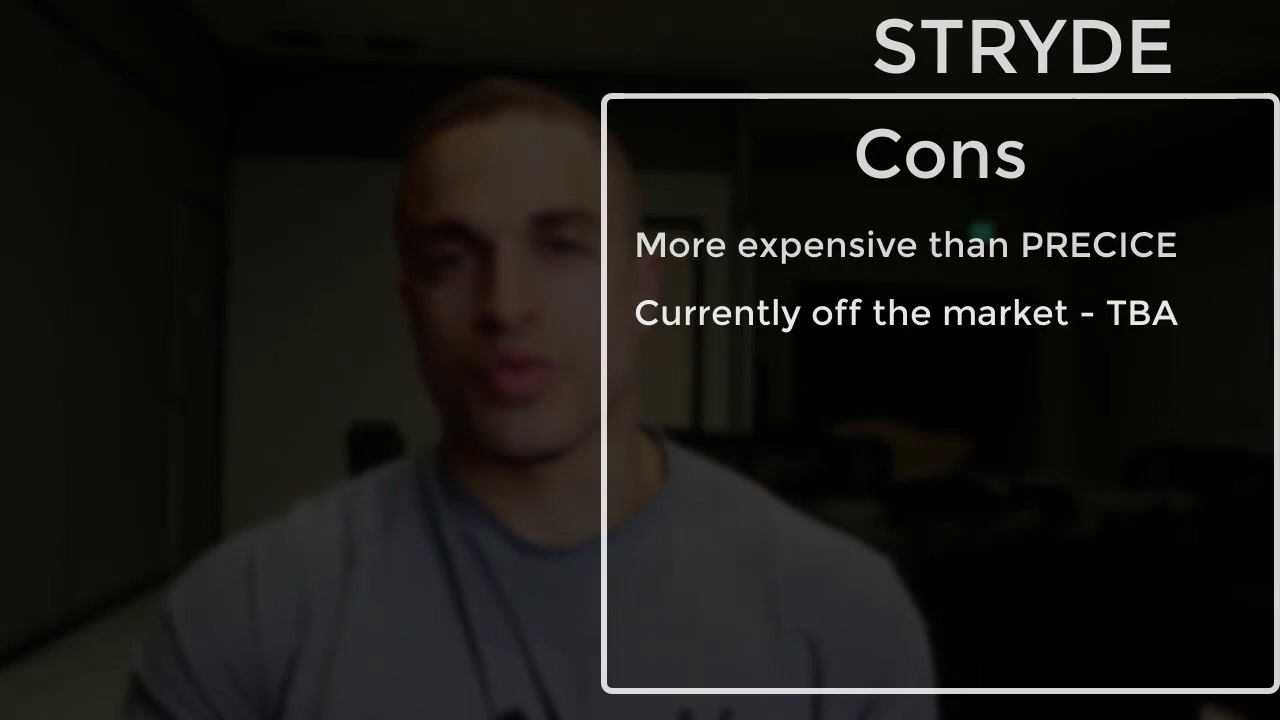 STRYDE
Cons
More expensive than PRECICE
Currently off the market - TBA